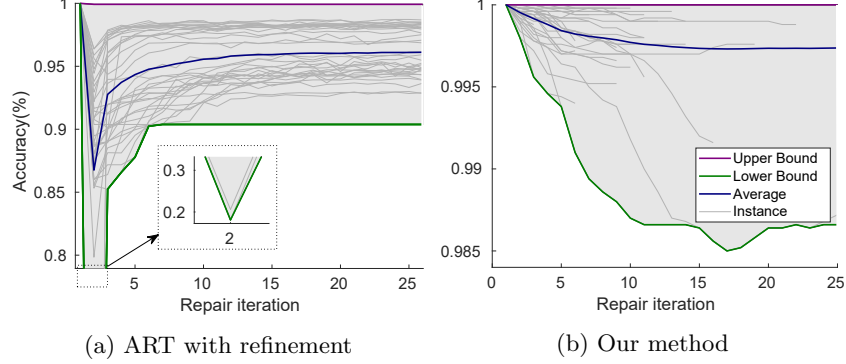 1
0.95
0.9
0.85
0.8
Accuracy(%)
0.3
0.2
2
5
10
15
20
25
Repair iteration
(a) ART with refinement
1
0.995
0.99
0.985
Upper Bound
Lower Bound
Average
Instance
0
5
10
15
20
25
Repair iteration
(b) Our method